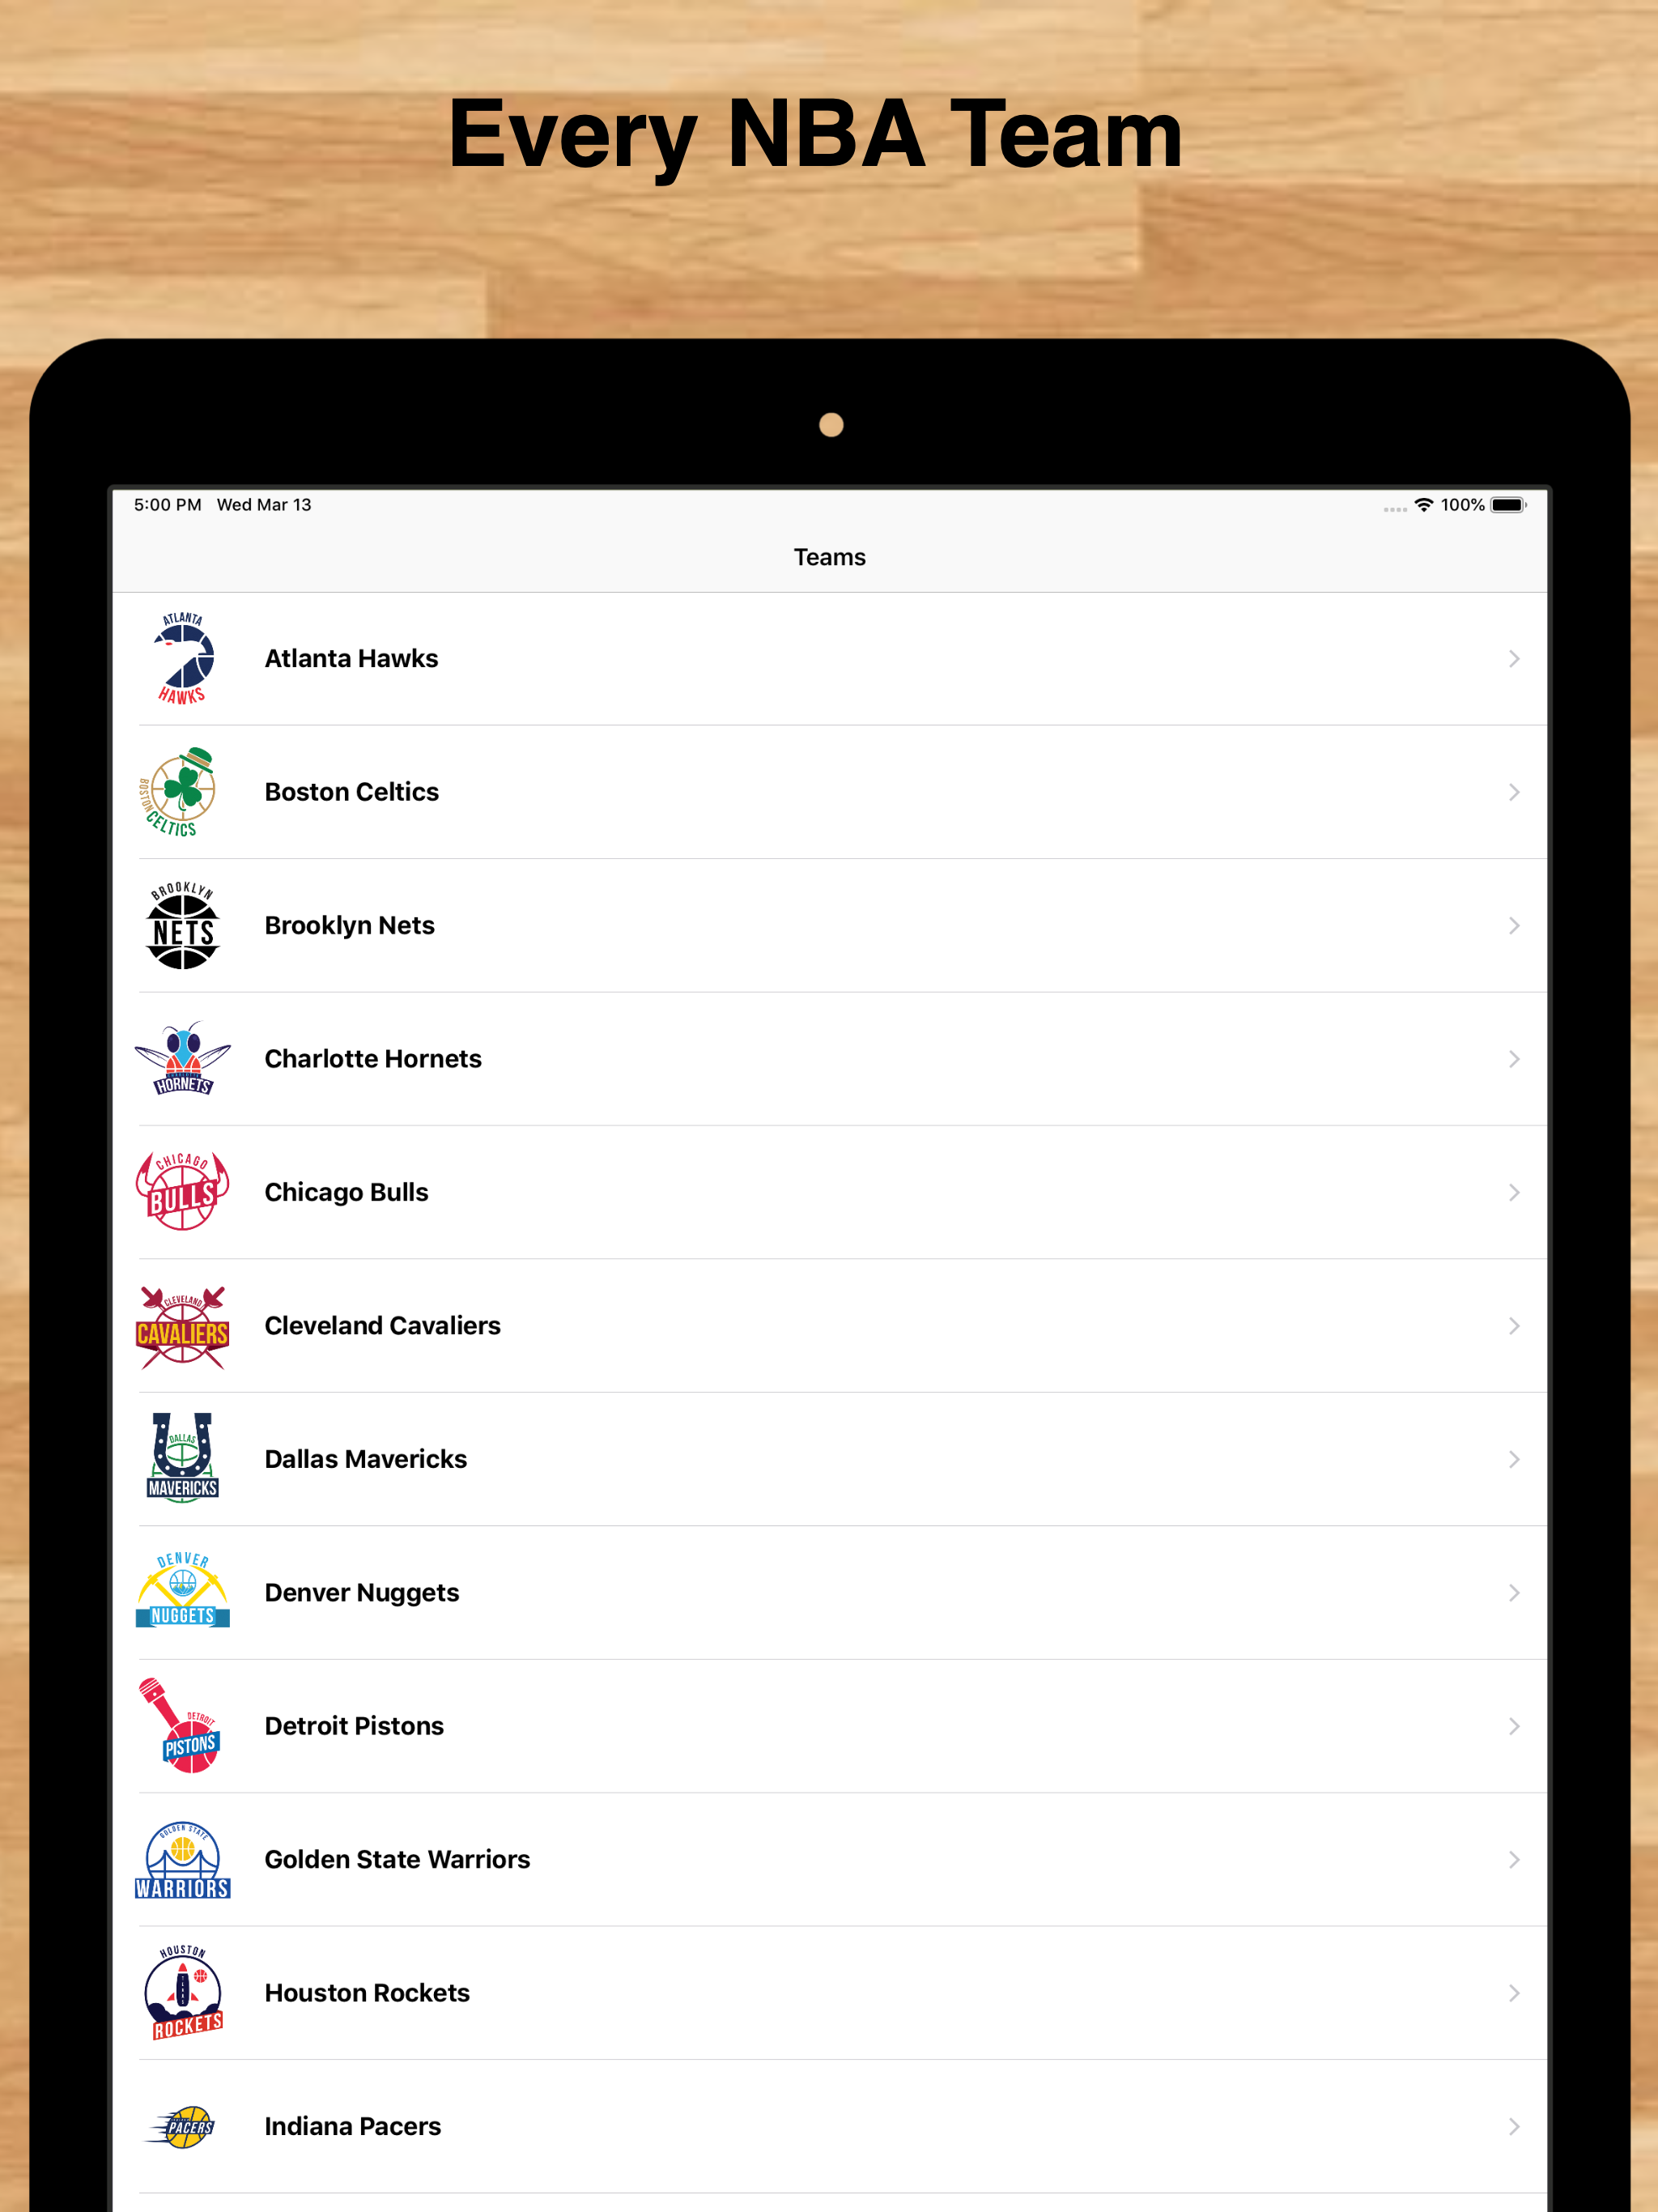 Every NBA Team
5:00 PM Wed Mar 13
100%
Teams
ATLANTA
HAWKS
Atlanta Hawks
BOSTON
CELTICS
Boston Celtics
BROOKLYN
NETS
Brooklyn Nets
CHARLOTTE
HORNETS
Charlotte Hornets
CHICAGO
BULLS
Chicago Bulls
CLEVELAND
CAVALIERS
Cleveland Cavaliers
DALLAS
MAVERICKS
Dallas Mavericks
DENVER
NUGGETS
Denver Nuggets
DETROIT
PISTONS
Detroit Pistons
GOLDEN STATE
WARRIORS
Golden State Warriors
HOUSTON
ROCKETS
Houston Rockets
PACERS
Indiana Pacers